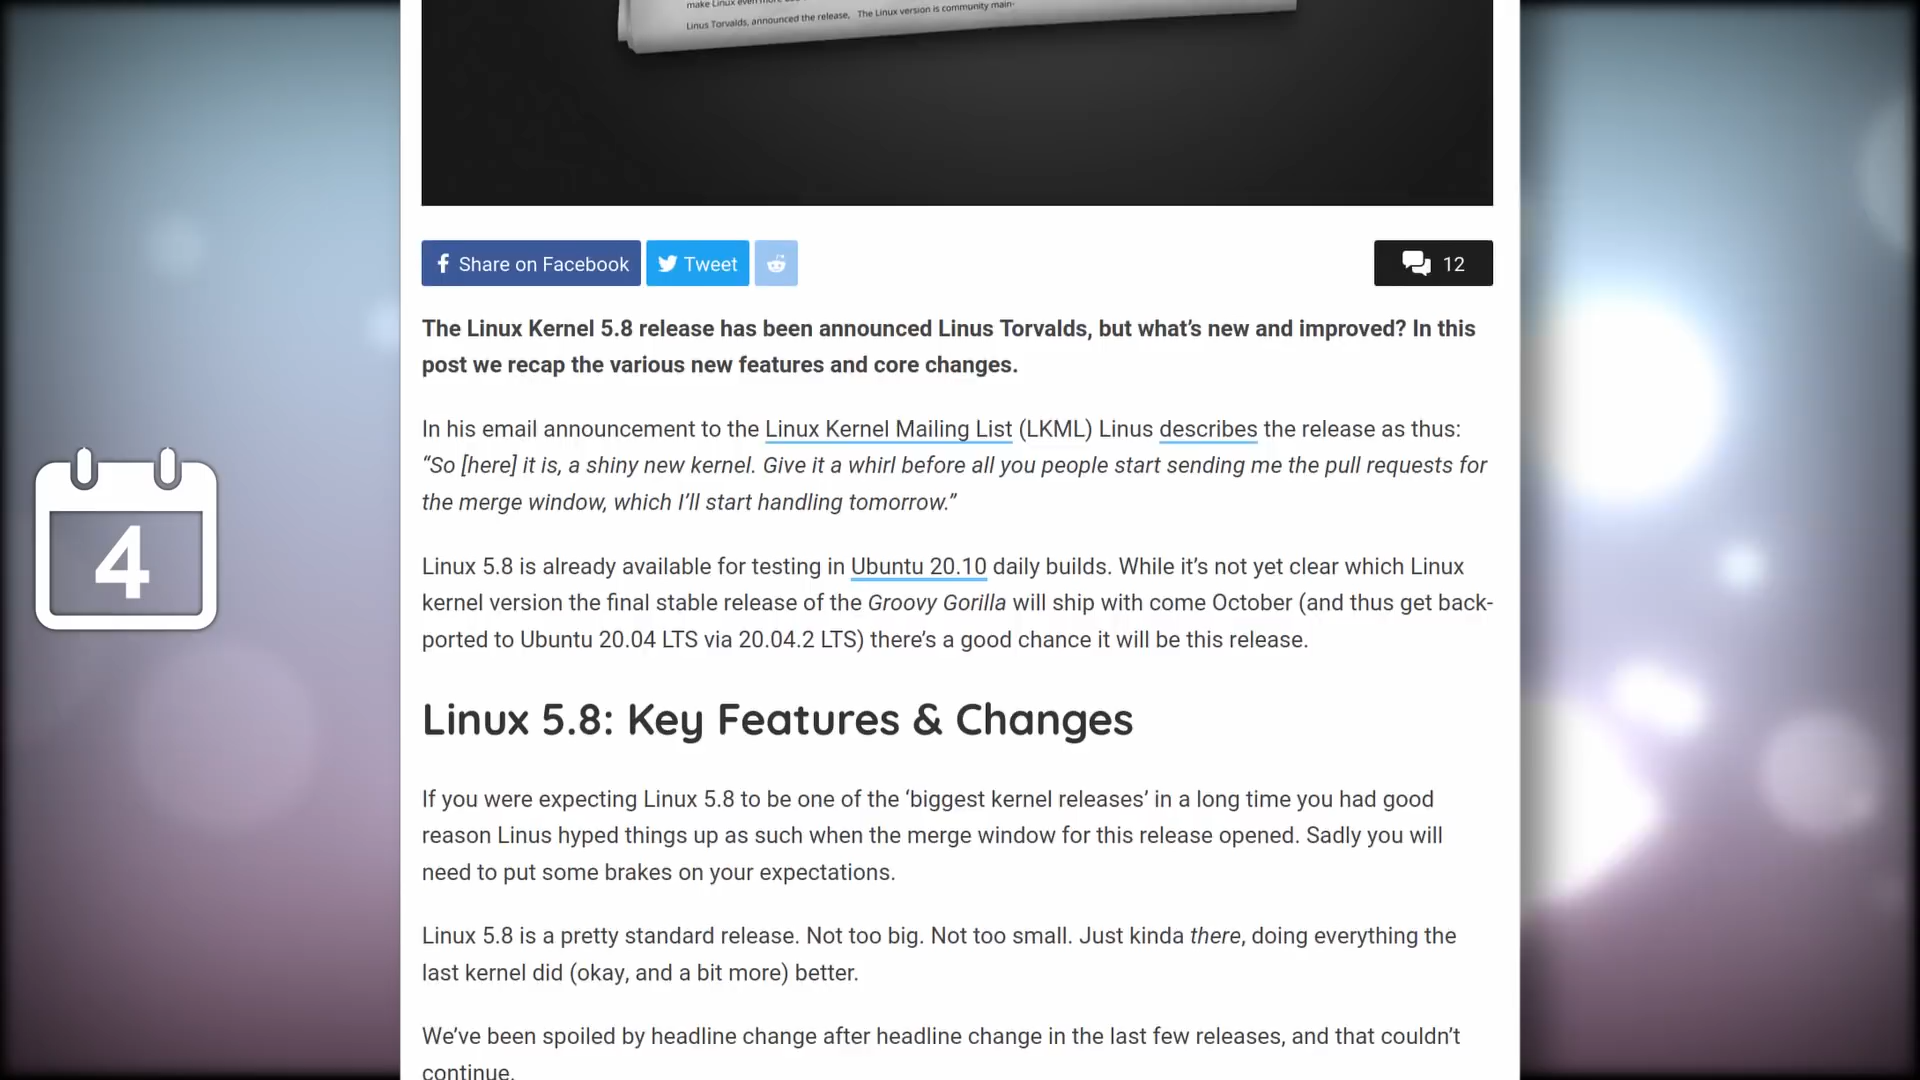 make Linux even more
Linus Torvalds, announced the release, The Linux version is community main-
Share on Facebook Tweet 12
The Linux Kernel 5.8 release has been announced Linus Torvalds, but what’s new and improved? In this
post we recap the various new features and core changes.
In his email announcement to the Linux Kernel Mailing List (LKML) Linus describes the release as thus:
“So [here] it is, a shiny new kernel. Give it a whirl before all you people start sending me the pull requests for
the merge window, which I’ll start handling tomorrow.”
4
Linux 5.8 is already available for testing in Ubuntu 20.10 daily builds. While it’s not yet clear which Linux
kernel version the final stable release of the Groovy Gorilla will ship with come October (and thus get back-
ported to Ubuntu 20.04 LTS via 20.04.2 LTS) there’s a good chance it will be this release.
Linux 5.8: Key Features & Changes
If you were expecting Linux 5.8 to be one of the ‘biggest kernel releases’ in a long time you had good
reason Linus hyped things up as such when the merge window for this release opened. Sadly you will
need to put some brakes on your expectations.
Linux 5.8 is a pretty standard release. Not too big. Not too small. Just kinda there, doing everything the
last kernel did (okay, and a bit more) better.
We’ve been spoiled by headline change after headline change in the last few releases, and that couldn’t
continue.